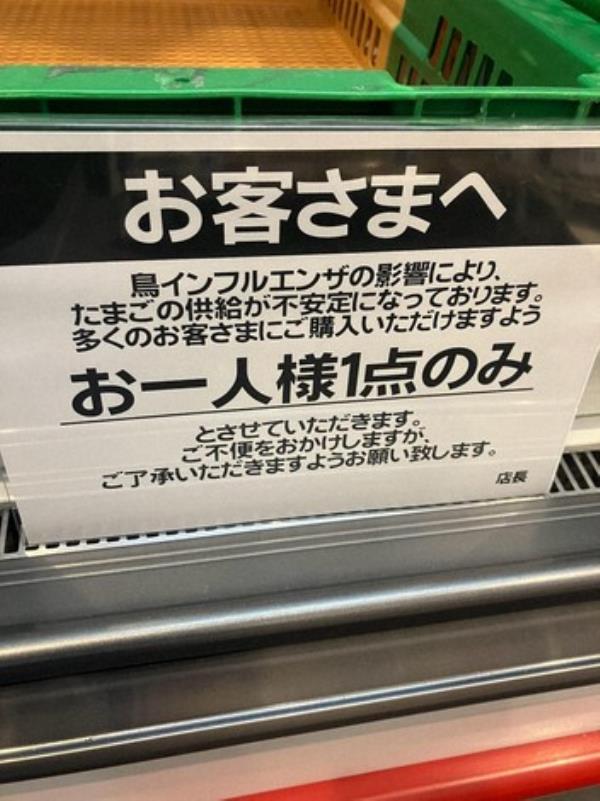 お客さまへ
鳥インフルエンザの影響により、
たまごの供給が不安定になっております。
多くのお客さまにご購入いただけますよう
お一人様1点のみ
とさせていただきます。
ご不便をおかけしますが、
ご了承いただきますようお願い致します。
店長